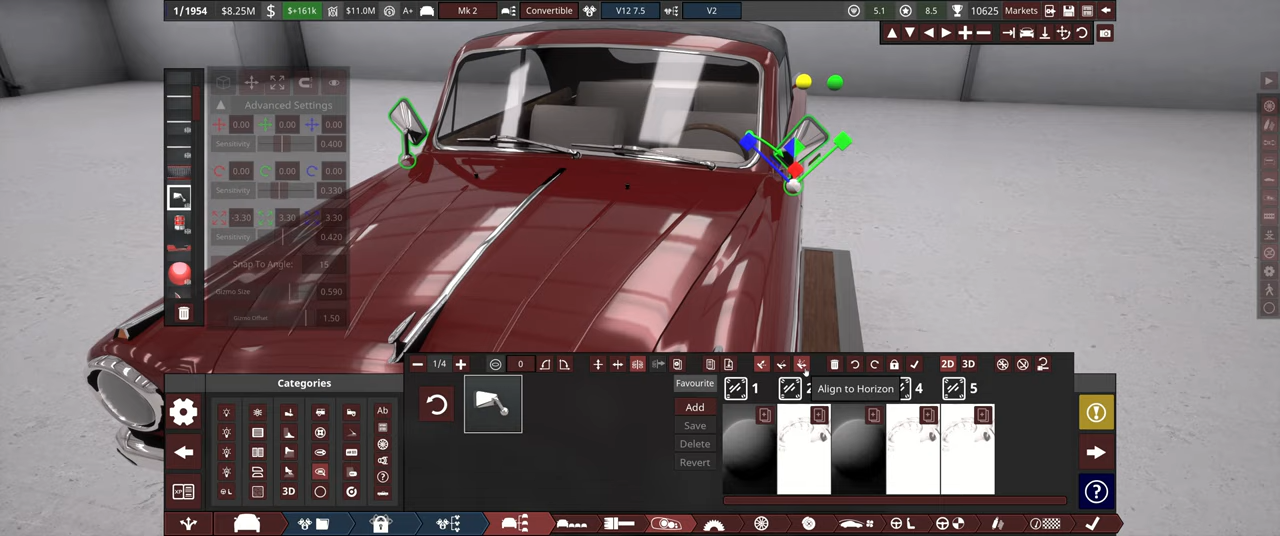 1/1954 $8.25M $+161k $11.0M A+ Mk 2 Convertible V12 7.5 V2 5.1 8.5 10625 Markets
Advanced Settings
0.00 0.00 0.00
Sensitivity 0.400
0.00 0.00 0.00
Sensitivity 0.330
-3.30 3.30 3.30
Sensitivity 0.420
Snap To Angle: 15
Gizmo Size 0.590
Gizmo Offset 1.50
1/4 0 2D 3D
Categories
Favourite
Add
Save
Delete
Revert
1 2 4 5
Align to Horizon
Ab
3D
XP